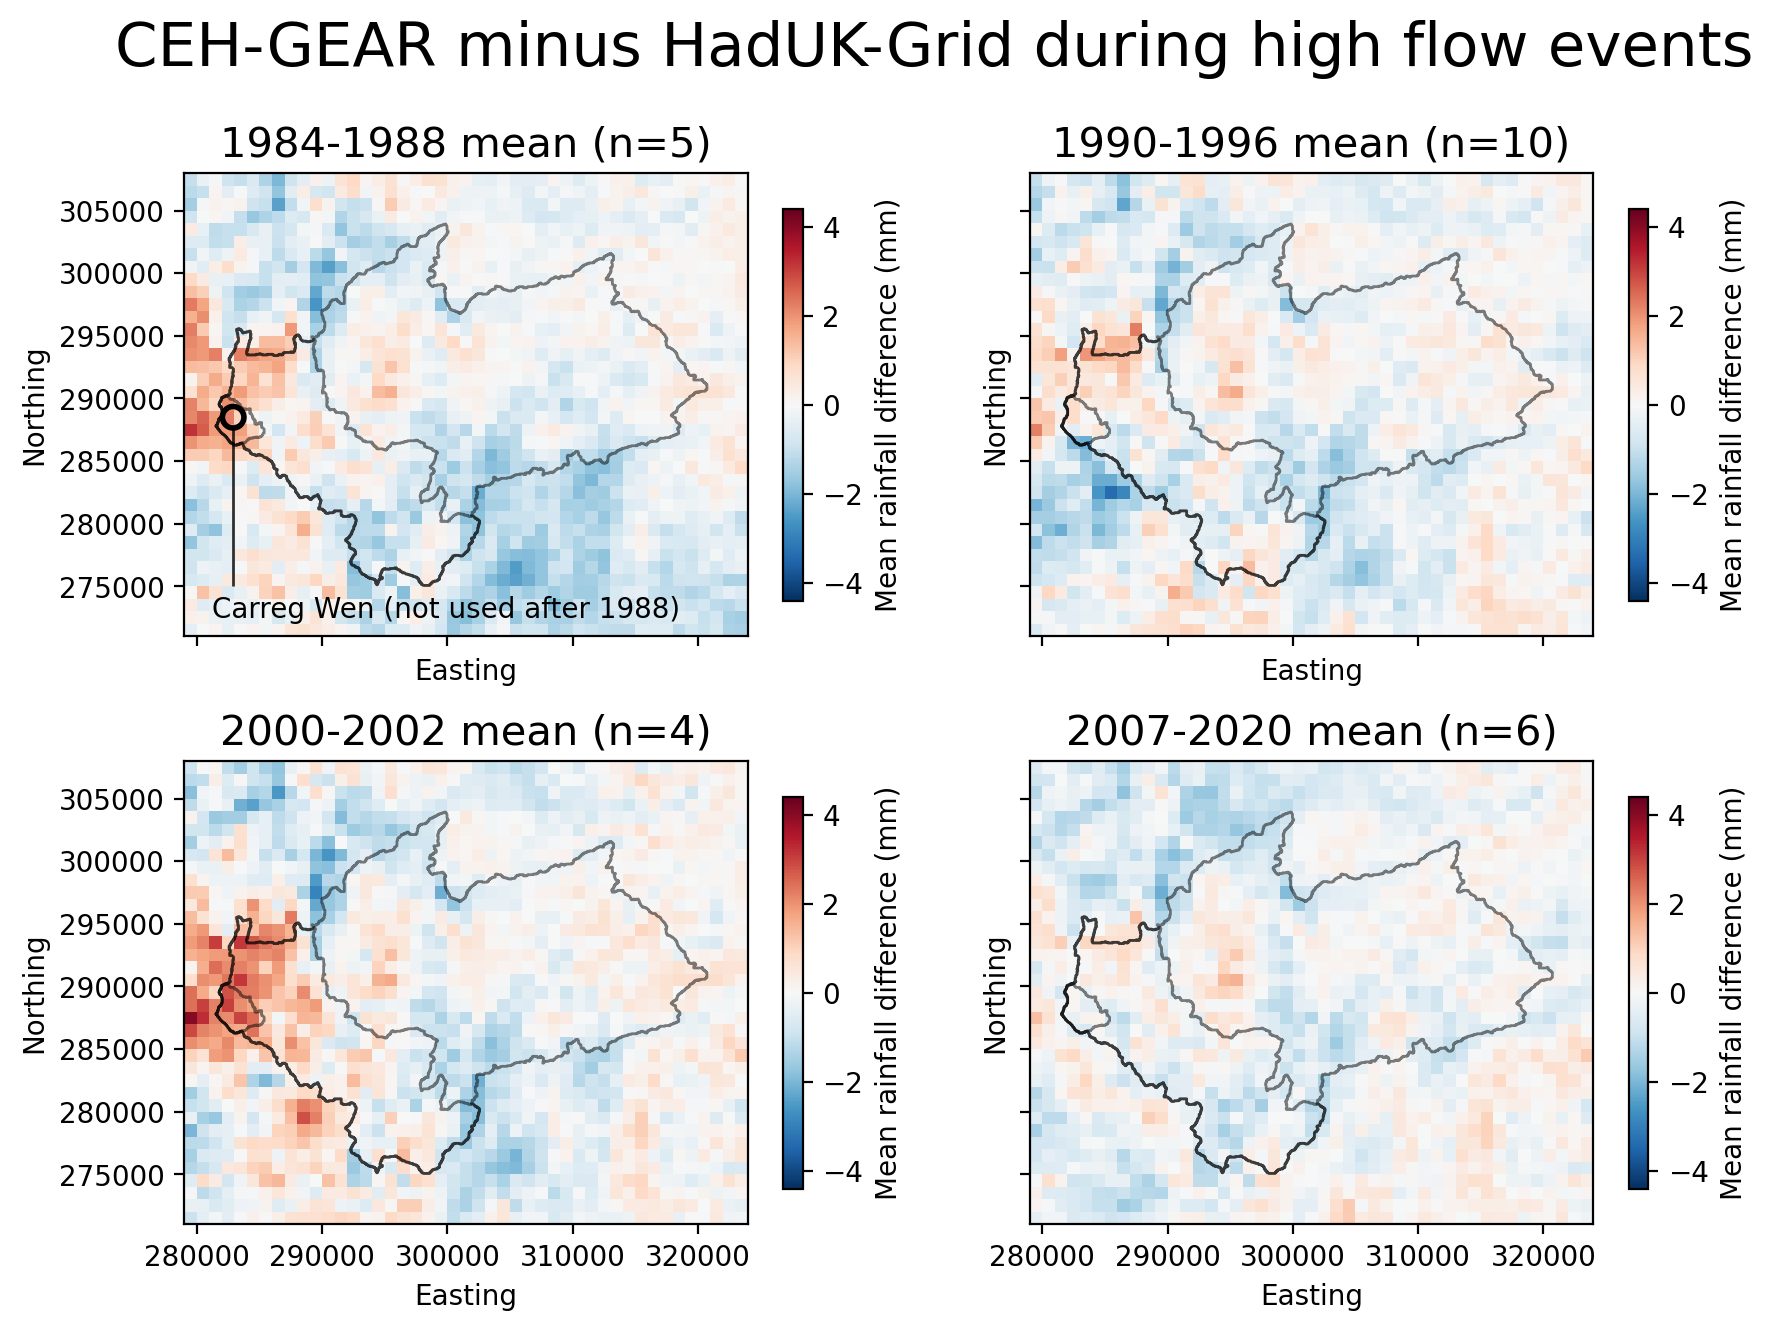 CEH-GEAR minus HadUK-Grid during high flow events
1984-1988 mean (n=5)
305000
300000
295000
290000
285000
280000
275000
Northing
Carreg Wen (not used after 1988)
Easting
4
2
0
−2
−4
Mean rainfall difference (mm)
1990-1996 mean (n=10)
Northing
Easting
4
2
0
−2
−4
Mean rainfall difference (mm)
2000-2002 mean (n=4)
305000
300000
295000
290000
285000
280000
275000
Northing
280000 290000 300000 310000 320000
Easting
4
2
0
−2
−4
Mean rainfall difference (mm)
2007-2020 mean (n=6)
Northing
280000 290000 300000 310000 320000
Easting
4
2
0
−2
−4
Mean rainfall difference (mm)